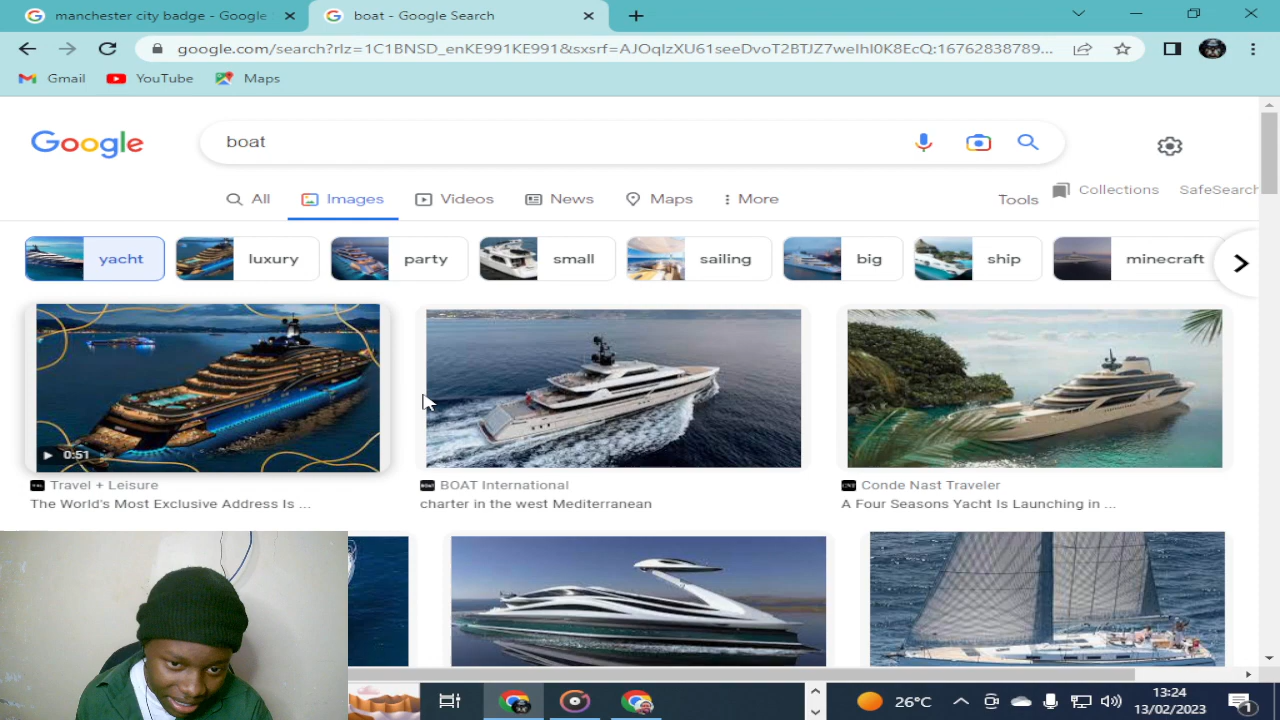 manchester city badge - Google
boat - Google Search
google.com/search?rlz=1C1BNSD_enKE991KE991&sxsrf=AJOqlzXU61seeDvoT2BTJZ7weIhI0K8EcQ:16762838789...
Gmail
YouTube
Maps
Google
boat
All
Images
Videos
News
Maps
More
Tools
Collections
SafeSearch
yacht
luxury
party
small
sailing
big
ship
minecraft
0:51
Travel + Leisure
The World's Most Exclusive Address Is ...
BOAT International
charter in the west Mediterranean
Conde Nast Traveler
A Four Seasons Yacht Is Launching in ...
26°C
13:24
13/02/2023
1